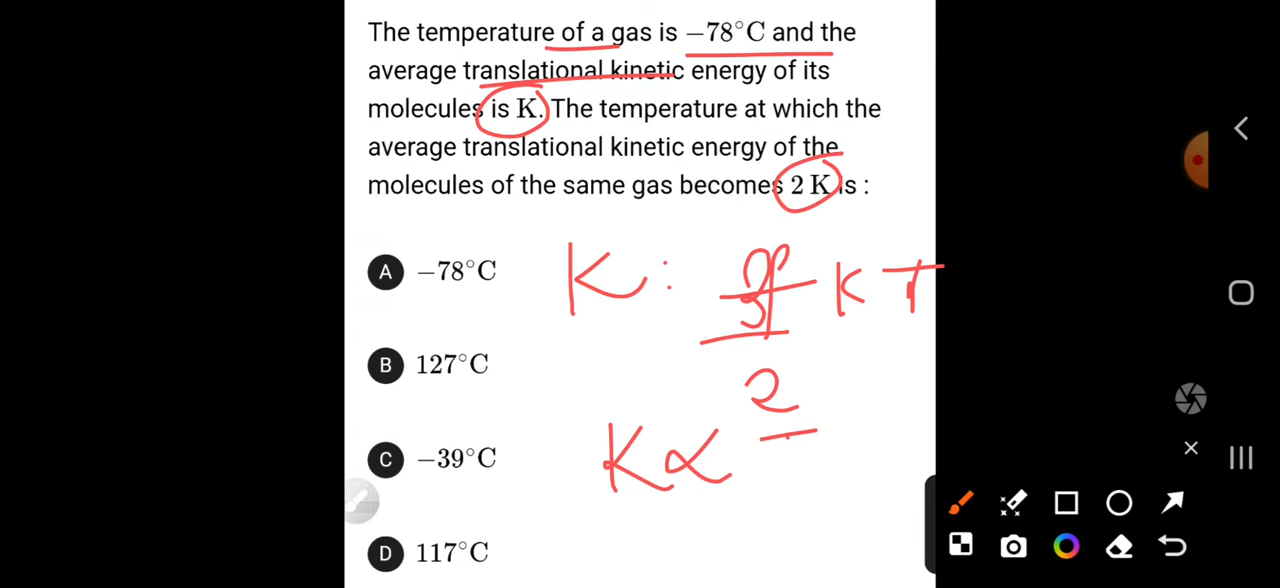 The temperature of a gas is −78°C and the
average translational kinetic energy of its
molecules is K. The temperature at which the
average translational kinetic energy of the
molecules of the same gas becomes 2 K is :
A −78°C
B 127°C
C −39°C
D 117°C
K : K T
2
K ∝